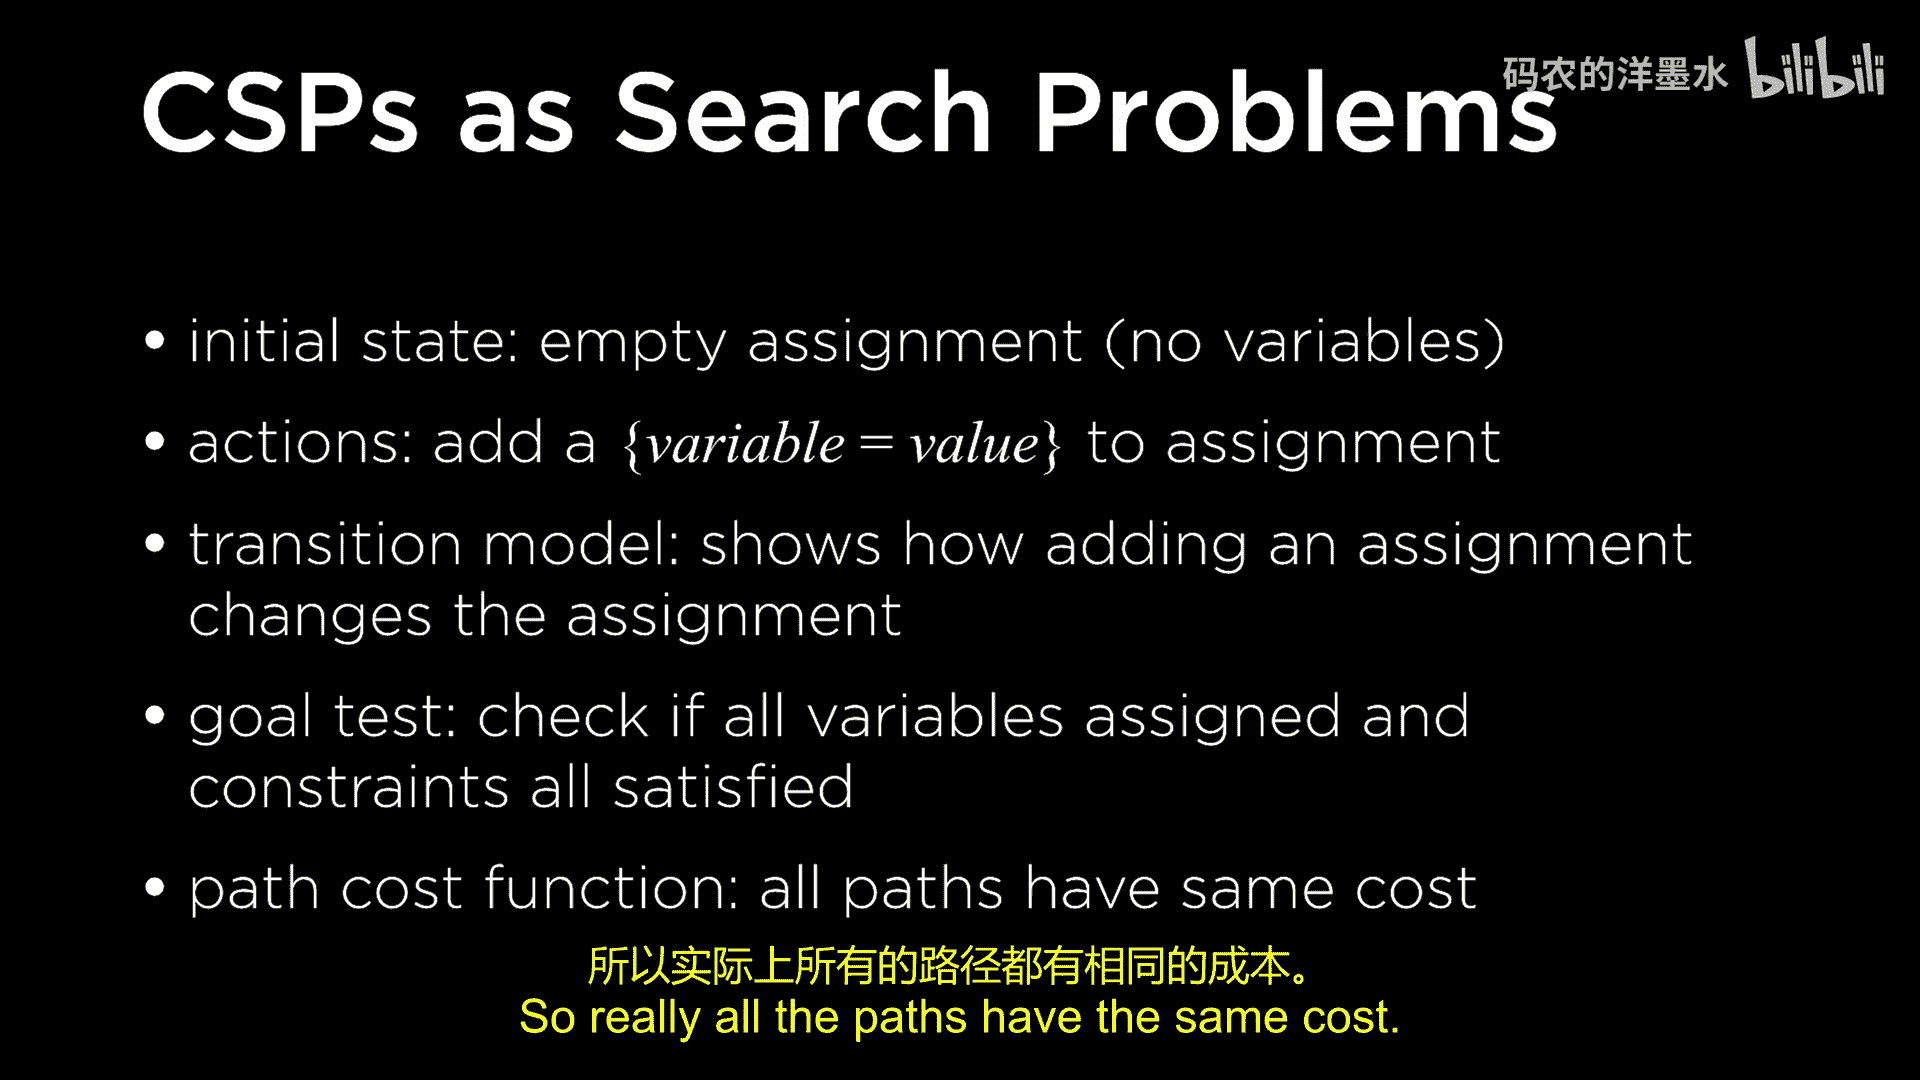 码农的洋墨水 bilibili
CSPs as Search Problems
• initial state: empty assignment (no variables)
• actions: add a {variable = value} to assignment
• transition model: shows how adding an assignment
changes the assignment
• goal test: check if all variables assigned and
constraints all satisfied
• path cost function: all paths have same cost
所以实际上所有的路径都有相同的成本。
So really all the paths have the same cost.